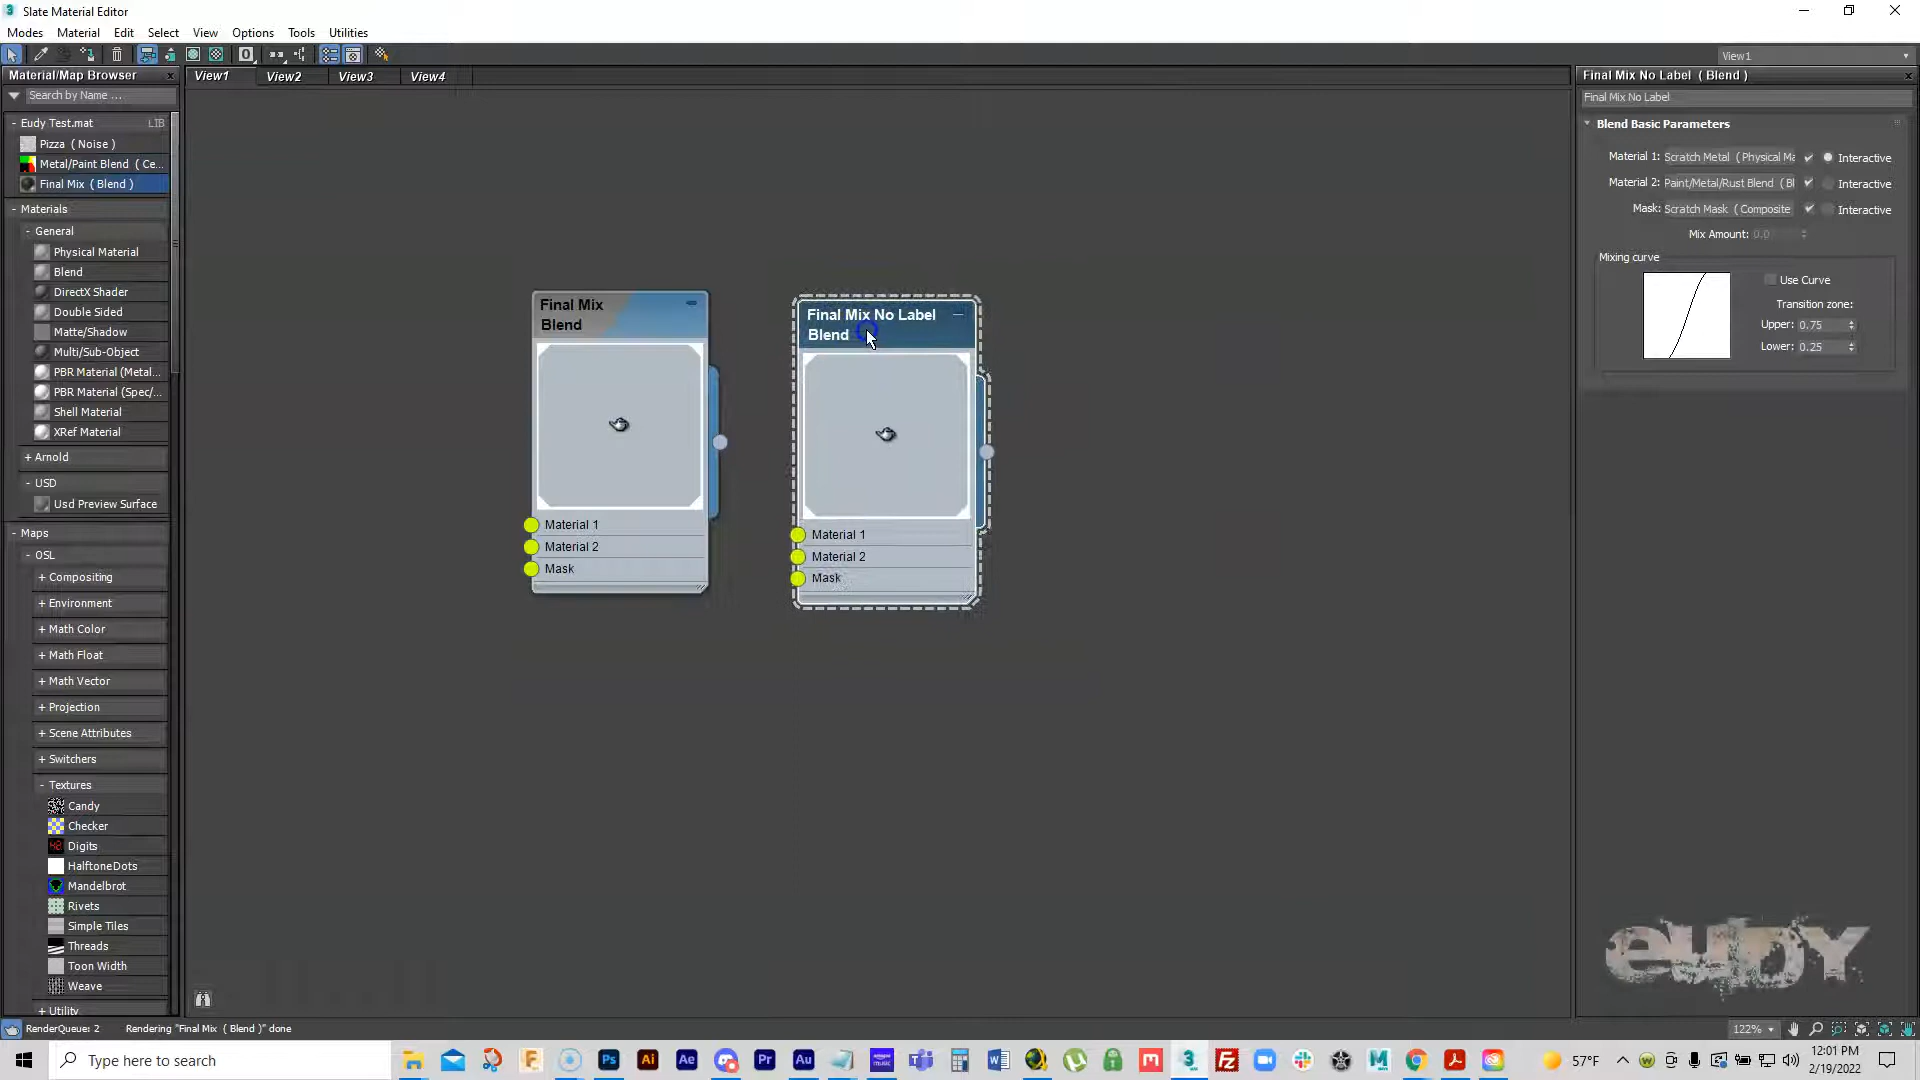 Slate Material Editor
Modes Material Edit Select View Options Tools Utilities
View1
Material/Map Browser
View1 View2 View3 View4
Final Mix No Label ( Blend )
Search by Name ...
Final Mix No Label
- Eudy Test.mat LIB
Pizza ( Noise )
Metal/Paint Blend ( Ce...
Final Mix ( Blend )
- Materials
- General
Physical Material
Blend
DirectX Shader
Double Sided
Matte/Shadow
Multi/Sub-Object
PBR Material (Metal...
PBR Material (Spec/...
Shell Material
XRef Material
+ Arnold
- USD
Usd Preview Surface
- Maps
- OSL
+ Compositing
+ Environment
+ Math Color
+ Math Float
+ Math Vector
+ Projection
+ Scene Attributes
+ Switchers
- Textures
Candy
Checker
Digits
HalftoneDots
Mandelbrot
Rivets
Simple Tiles
Threads
Toon Width
Weave
+ Utility
Final Mix
Blend
Material 1
Material 2
Mask
Final Mix No Label
Blend
Material 1
Material 2
Mask
Blend Basic Parameters
Material 1: Scratch Metal ( Physical Ma Interactive
Material 2: Paint/Metal/Rust Blend ( Bl Interactive
Mask: Scratch Mask ( Composite Interactive
Mix Amount: 0.0
Mixing curve
Use Curve
Transition zone:
Upper: 0.75
Lower: 0.25
eudy
RenderQueue: 2 Rendering "Final Mix ( Blend )" done
122%
Type here to search
57°F
12:01 PM
2/19/2022